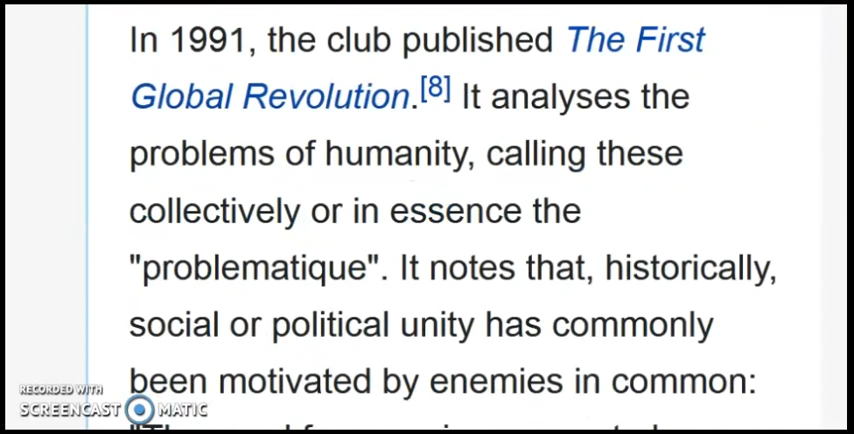 In 1991, the club published The First
Global Revolution.[8] It analyses the
problems of humanity, calling these
collectively or in essence the
"problematique". It notes that, historically,
social or political unity has commonly
been motivated by enemies in common:
RECORDED WITH
SCREENCAST MATIC